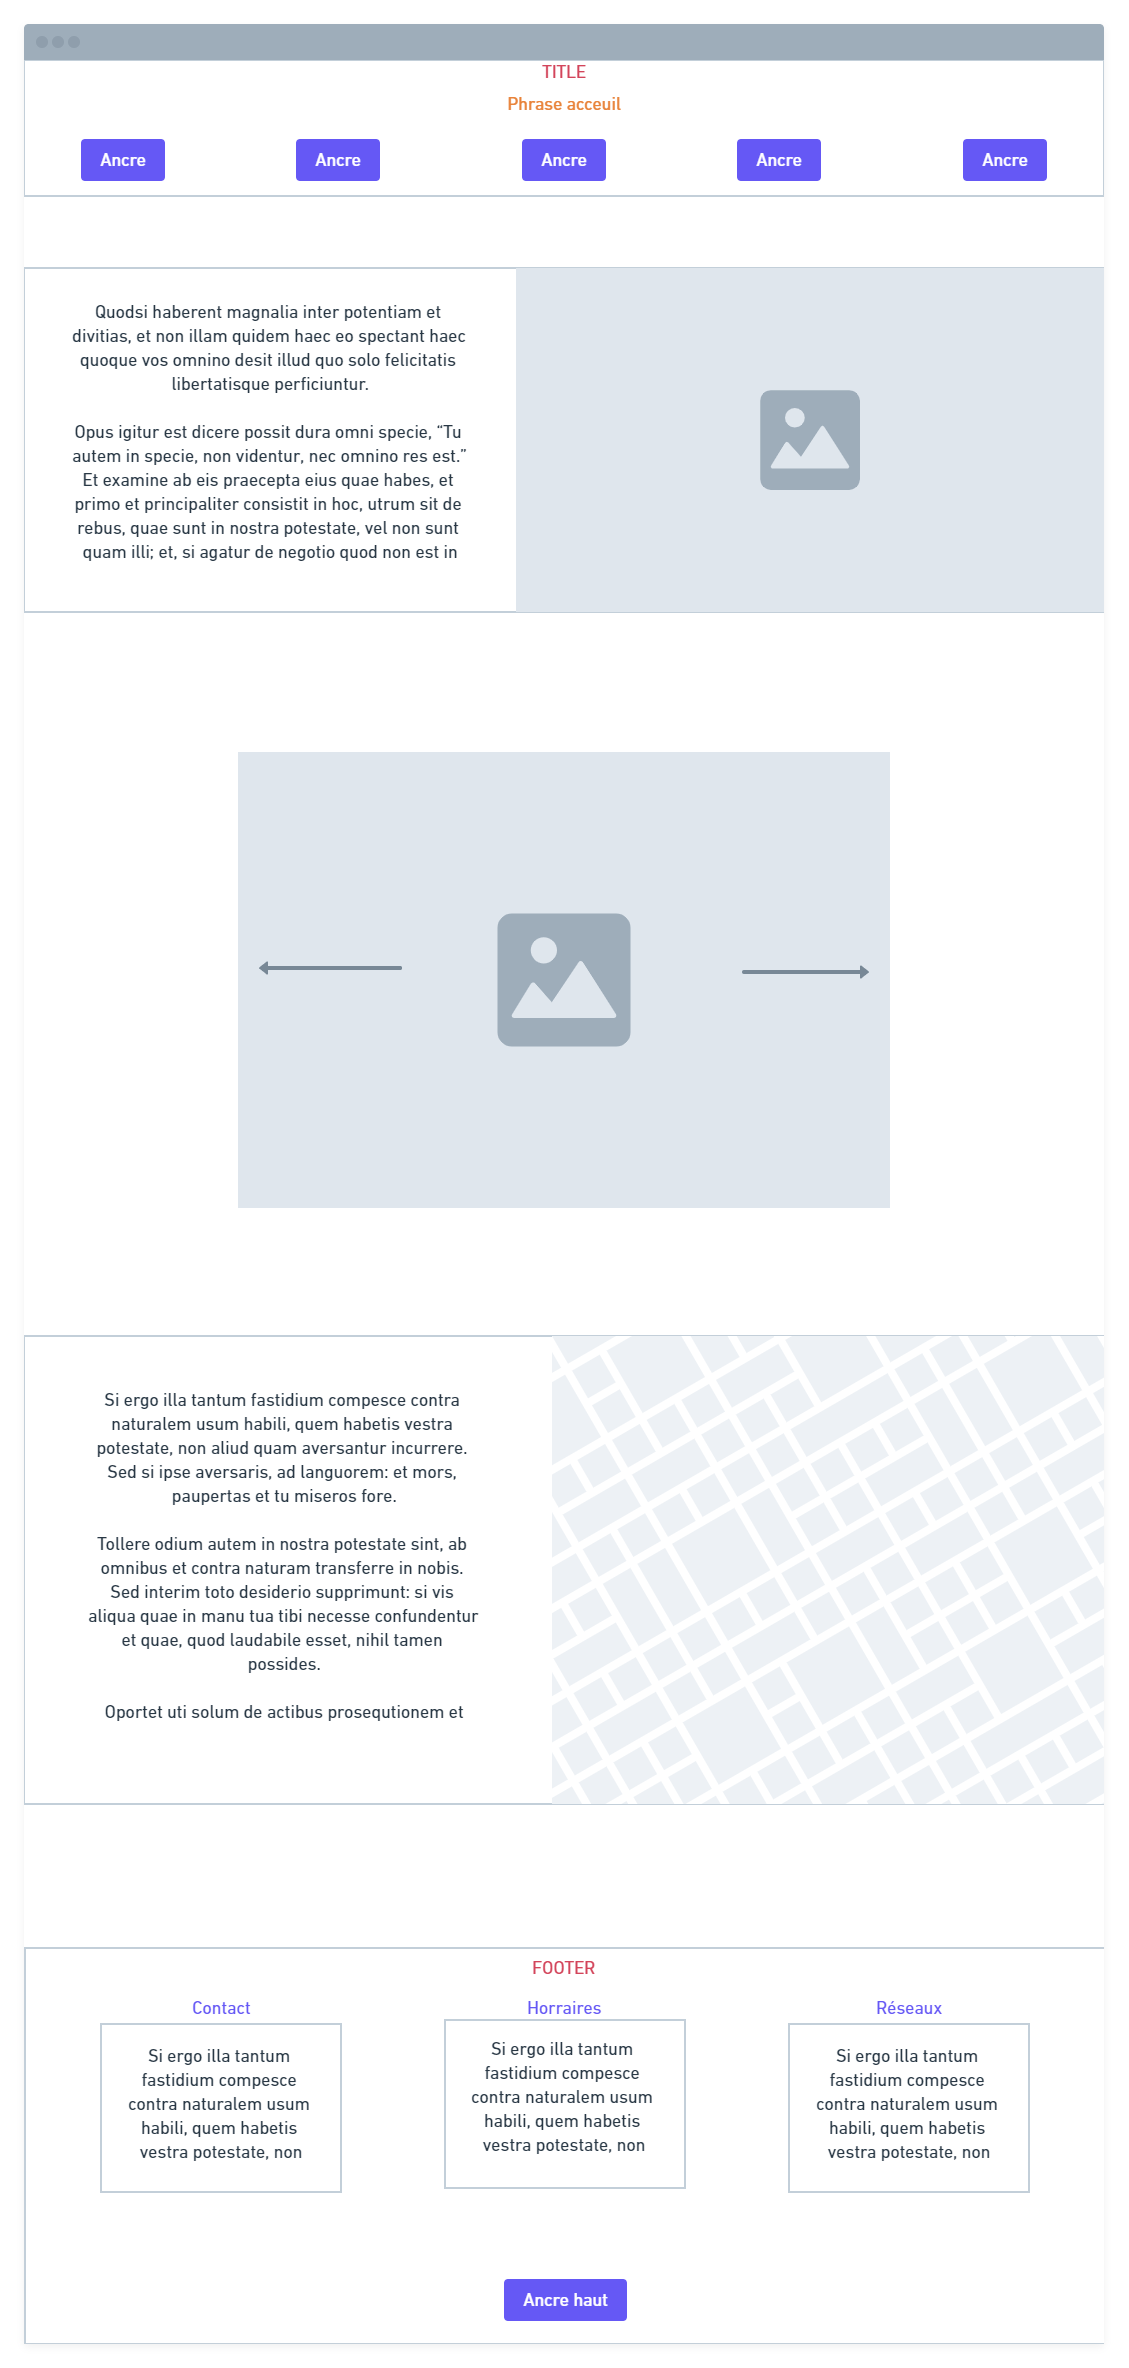 TITLE
Phrase acceuil
Ancre
Ancre
Ancre
Ancre
Ancre
Quodsi haberent magnalia inter potentiam et
divitias, et non illam quidem haec eo spectant haec
quoque vos omnino desit illud quo solo felicitatis
libertatisque perficiuntur.
Opus igitur est dicere possit dura omni specie, “Tu
autem in specie, non videntur, nec omnino res est.”
Et examine ab eis praecepta eius quae habes, et
primo et principaliter consistit in hoc, utrum sit de
rebus, quae sunt in nostra potestate, vel non sunt
quam illi; et, si agatur de negotio quod non est in
Si ergo illa tantum fastidium compesce contra
naturalem usum habili, quem habetis vestra
potestate, non aliud quam aversantur incurrere.
Sed si ipse aversaris, ad languorem: et mors,
paupertas et tu miseros fore.
Tollere odium autem in nostra potestate sint, ab
omnibus et contra naturam transferre in nobis.
Sed interim toto desiderio supprimunt: si vis
aliqua quae in manu tua tibi necesse confundentur
et quae, quod laudabile esset, nihil tamen
possides.
Oportet uti solum de actibus prosequtionem et
FOOTER
Contact
Si ergo illa tantum
fastidium compesce
contra naturalem usum
habili, quem habetis
vestra potestate, non
Horraires
Si ergo illa tantum
fastidium compesce
contra naturalem usum
habili, quem habetis
vestra potestate, non
Réseaux
Si ergo illa tantum
fastidium compesce
contra naturalem usum
habili, quem habetis
vestra potestate, non
Ancre haut